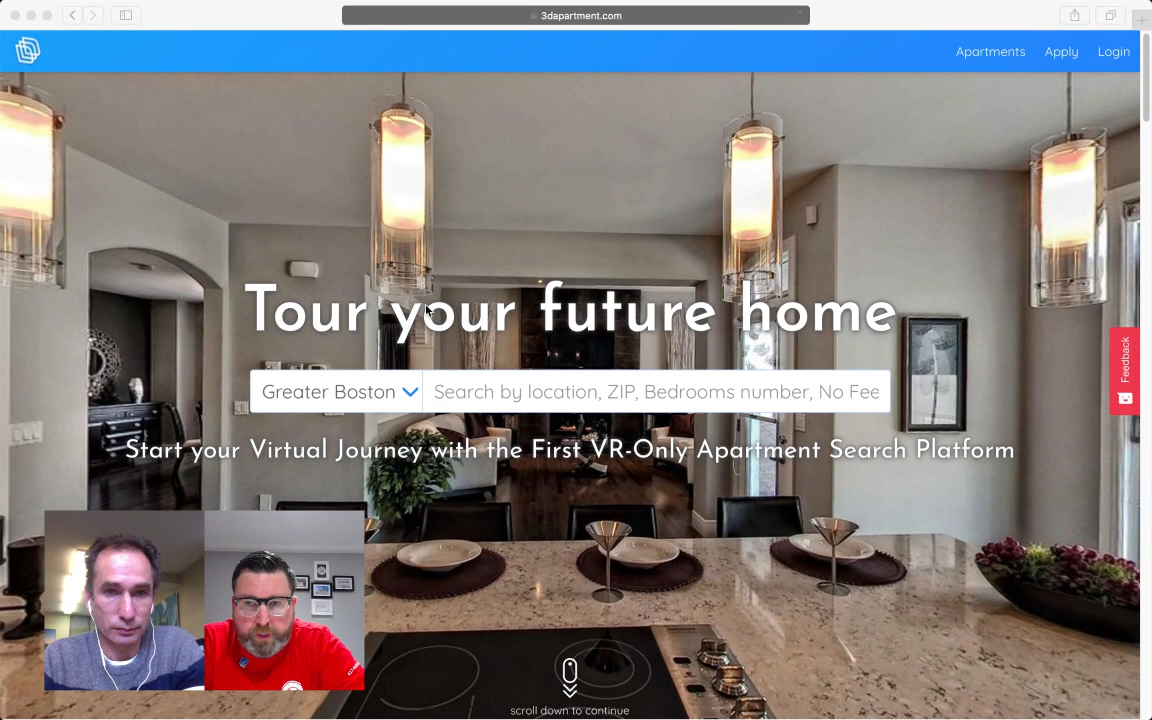 3dapartment.com
Apartments Apply Login
Tour your future home
Greater Boston Search by location, ZIP, Bedrooms number, No Fee
Feedback
Start your Virtual Journey with the First VR-Only Apartment Search Platform
scroll down to continue